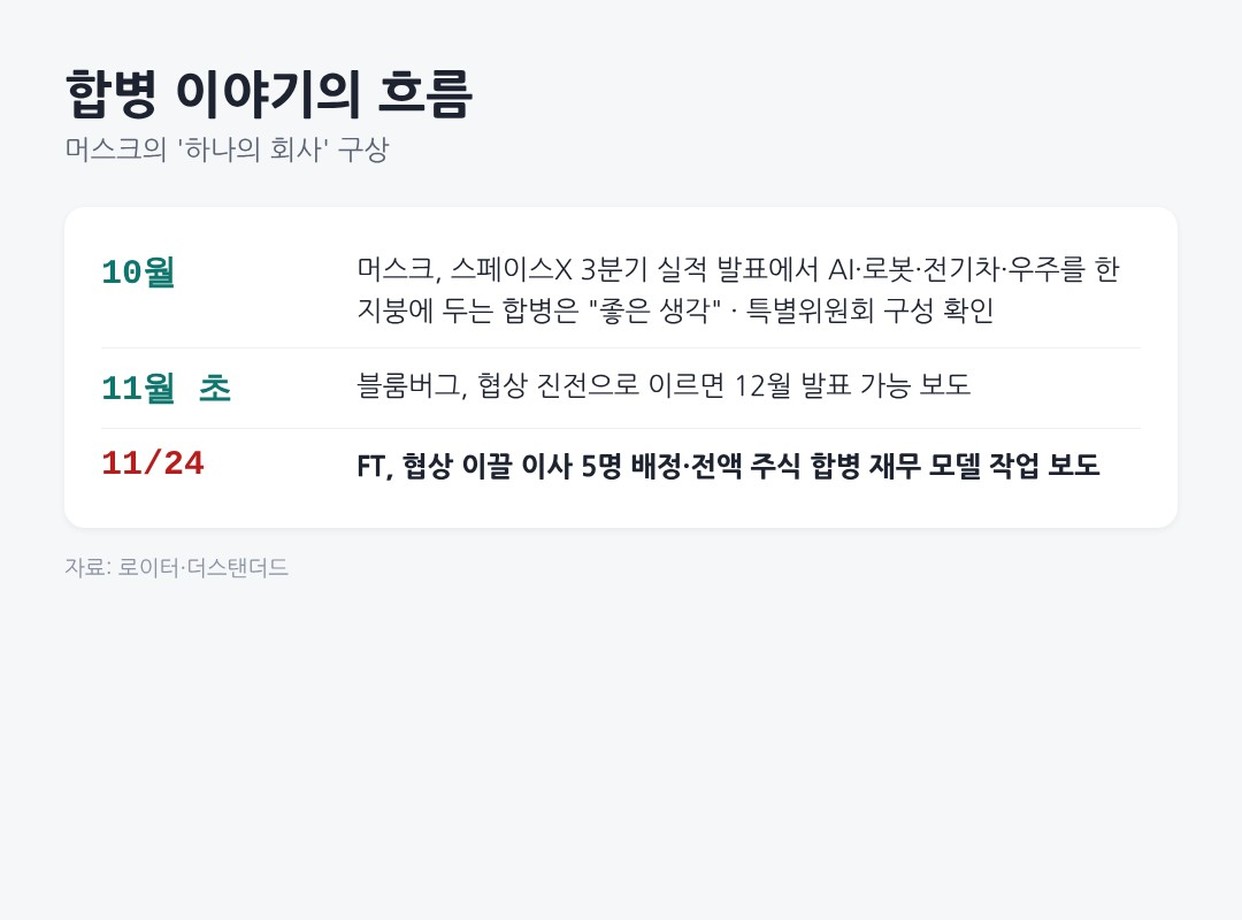 합병 이야기의 흐름
머스크의 '하나의 회사' 구상
10월
머스크, 스페이스X 3분기 실적 발표에서 AI·로봇·전기차·우주를 한
지붕에 두는 합병은 "좋은 생각" · 특별위원회 구성 확인
11월 초
블룸버그, 협상 진전으로 이르면 12월 발표 가능 보도
11/24
FT, 협상 이끌 이사 5명 배정·전액 주식 합병 재무 모델 작업 보도
자료: 로이터·더스탠더드